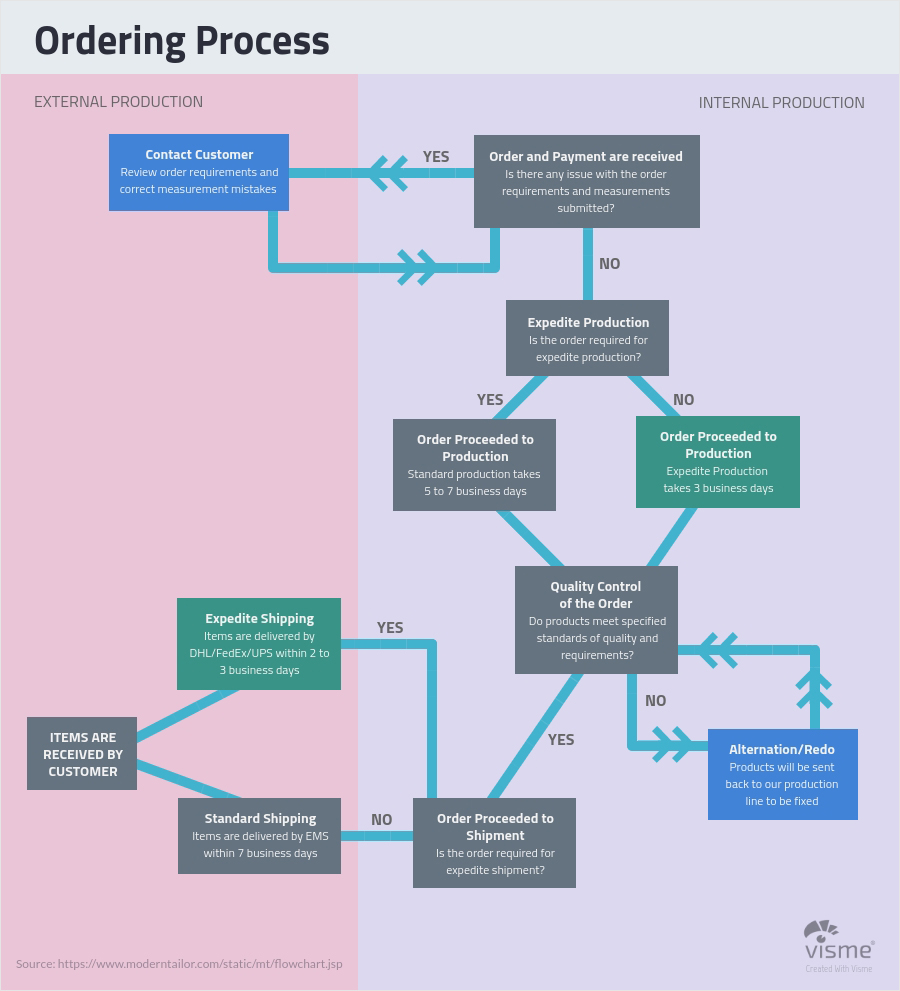 Ordering Process
EXTERNAL PRODUCTION
INTERNAL PRODUCTION
Contact Customer
Review order requirements and
correct measurement mistakes
YES
Order and Payment are received
Is there any issue with the order
requirements and measurements
submitted?
NO
Expedite Production
Is the order required for
expedite production?
YES
NO
Order Proceeded to
Production
Standard production takes
5 to 7 business days
Order Proceeded to
Production
Expedite Production
takes 3 business days
Quality Control
of the Order
Do products meet specified
standards of quality and
requirements?
Expedite Shipping
Items are delivered by
DHL/FedEx/UPS within 2 to
3 business days
YES
NO
YES
Alternation/Redo
Products will be sent
back to our production
line to be fixed
ITEMS ARE
RECEIVED BY
CUSTOMER
Standard Shipping
Items are delivered by EMS
within 7 business days
NO
Order Proceeded to
Shipment
Is the order required for
expedite shipment?
Source: https://www.moderntailor.com/static/mt/flowchart.jsp
visme®
Created With Visme